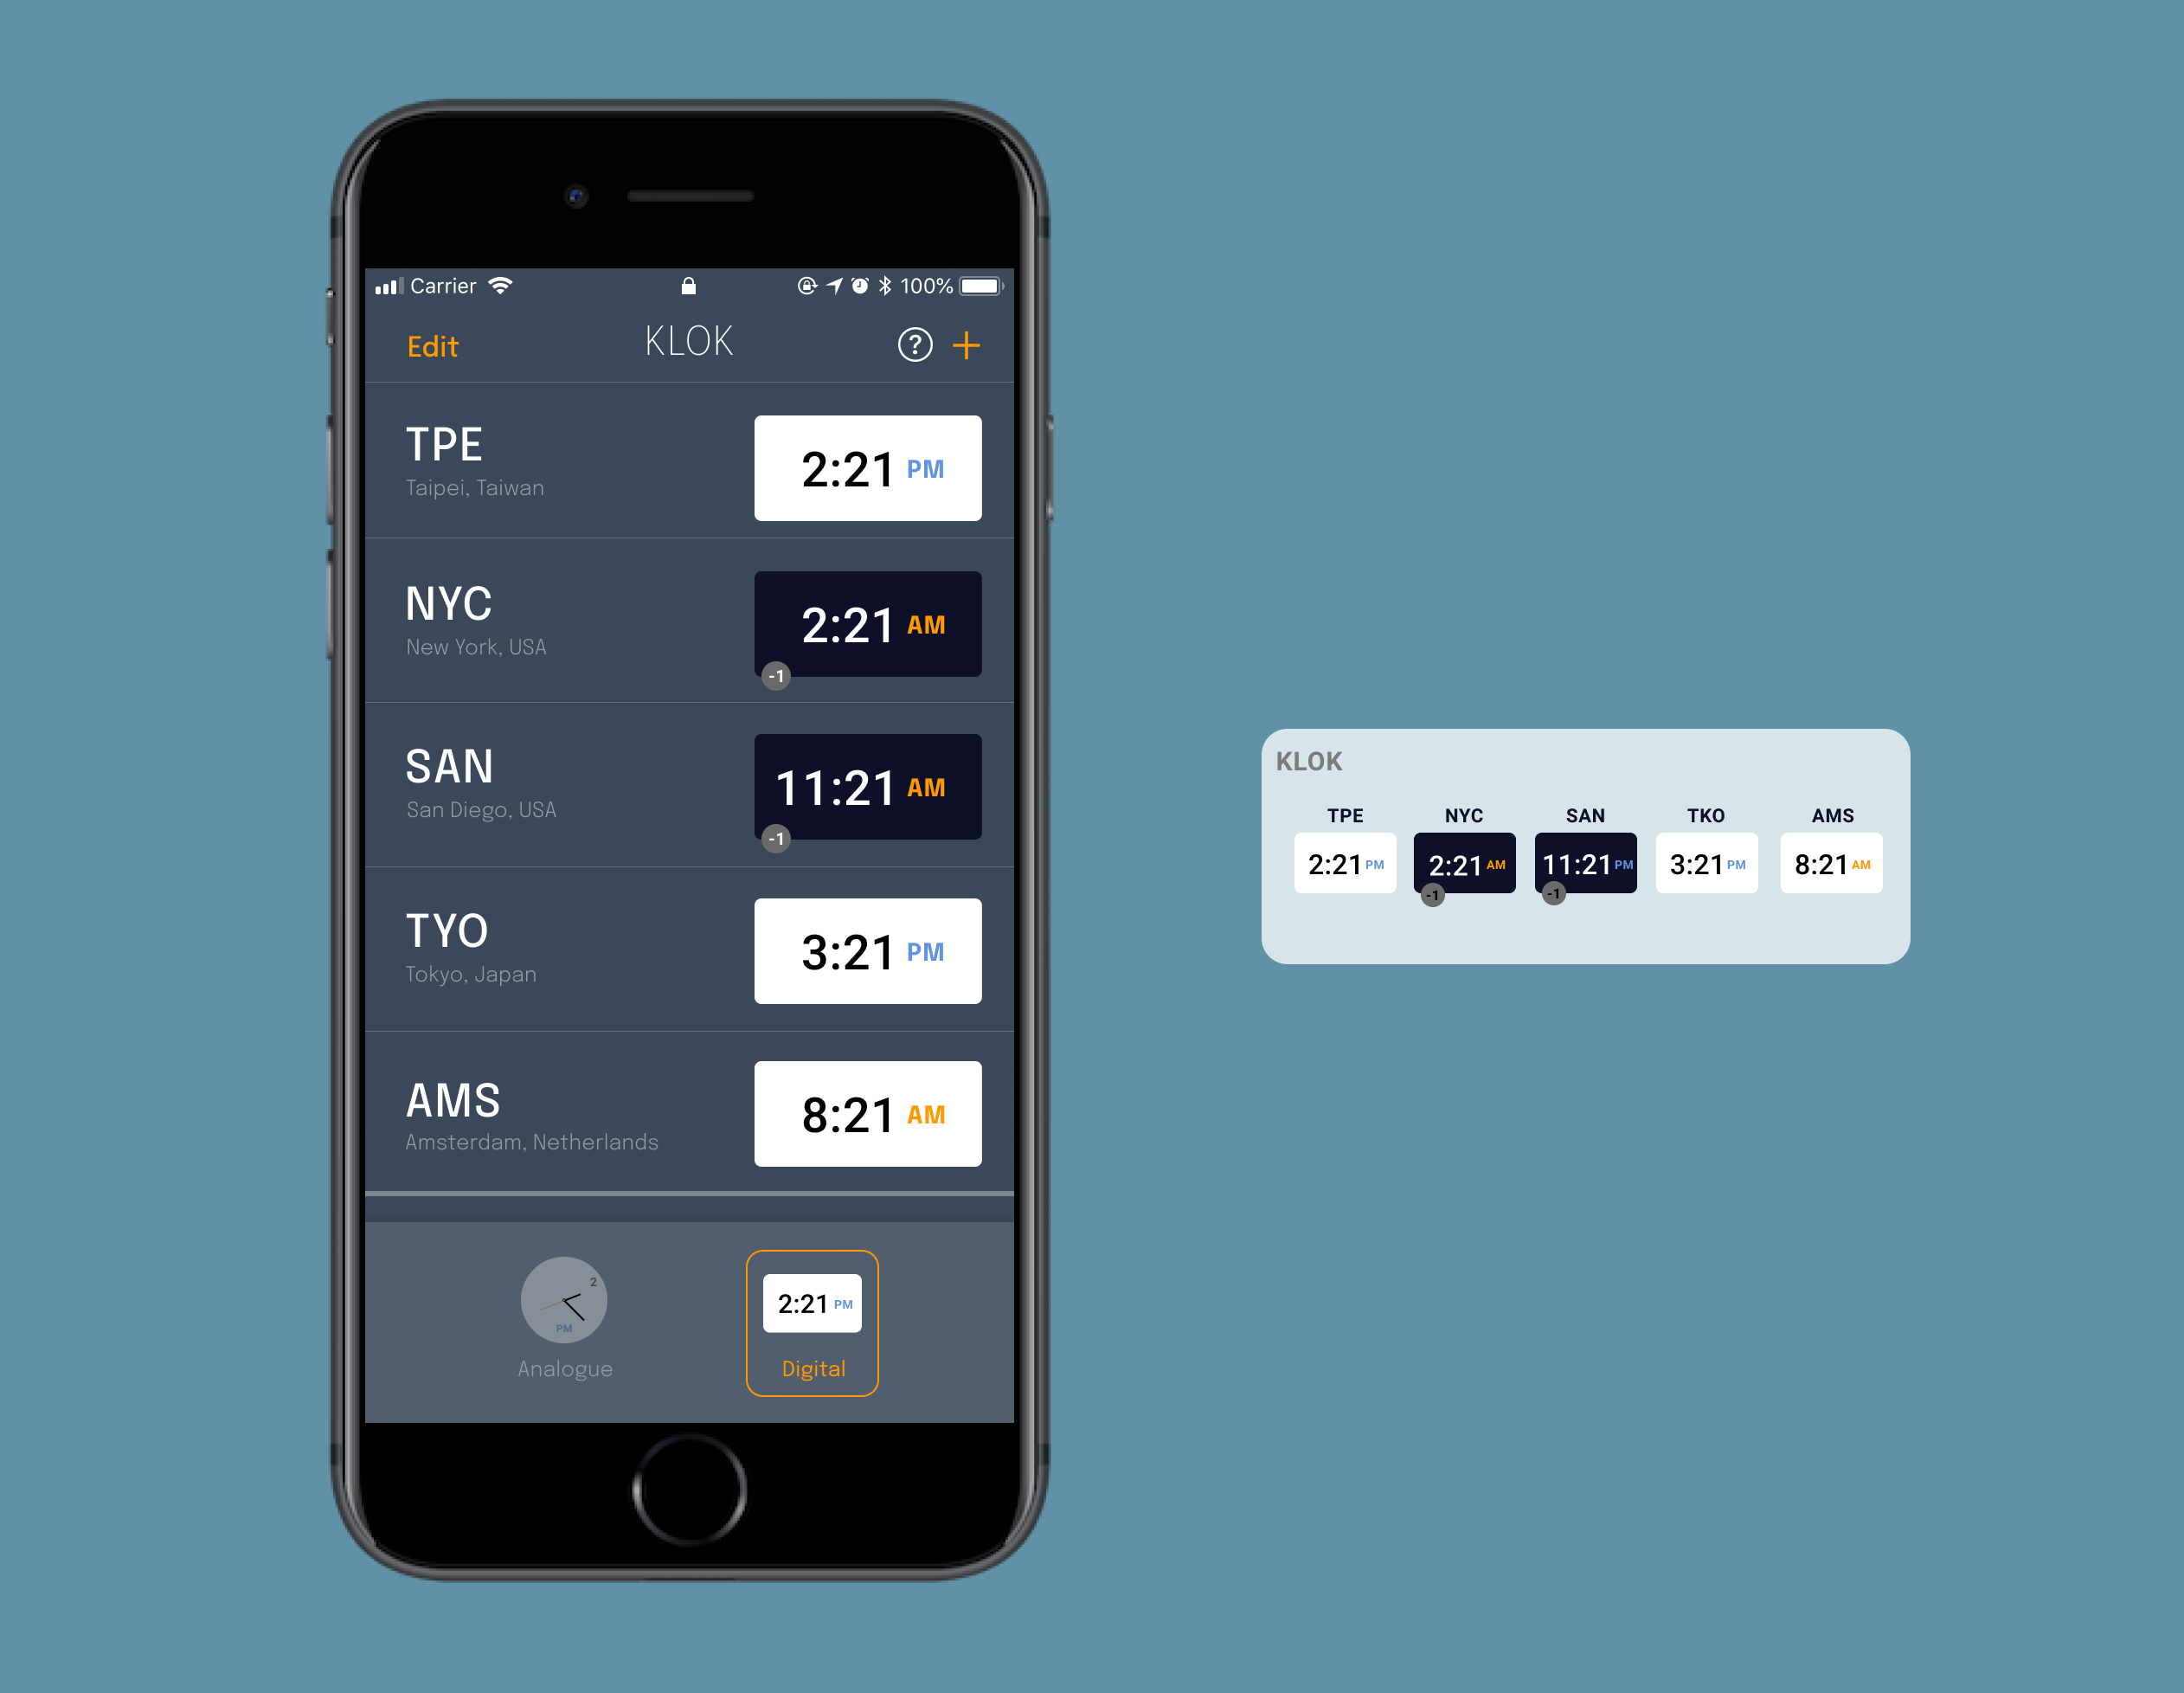 Carrier 100%
Edit KLOK ? +
TPE
Taipei, Taiwan
2:21 PM
NYC
New York, USA
2:21 AM
-1
SAN
San Diego, USA
11:21 AM
-1
TYO
Tokyo, Japan
3:21 PM
AMS
Amsterdam, Netherlands
8:21 AM
2
PM
Analogue
2:21 PM
Digital
KLOK
TPE NYC SAN TKO AMS
2:21 PM 2:21 AM 11:21 PM 3:21 PM 8:21 AM
-1 -1